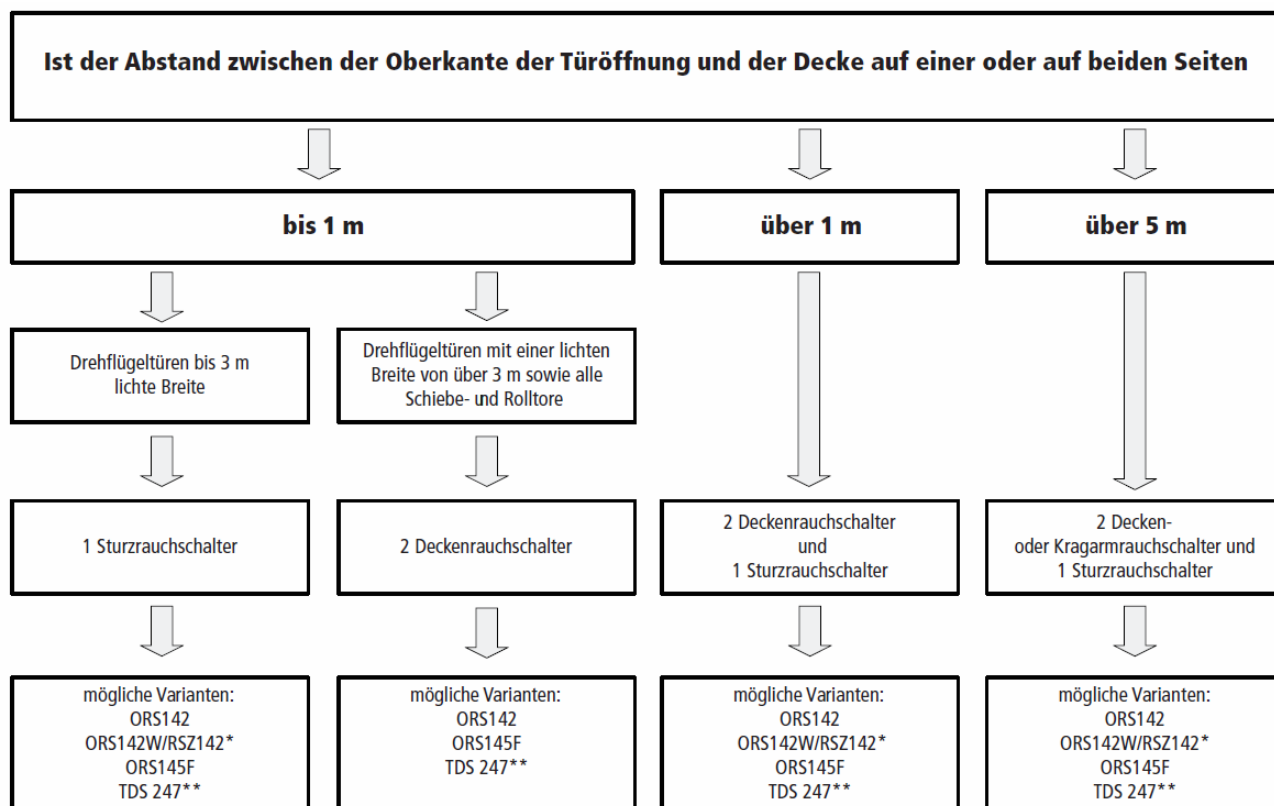 Ist der Abstand zwischen der Oberkante der Türöffnung und der Decke auf einer oder auf beiden Seiten
bis 1 m
über 1 m
über 5 m
Drehflügeltüren bis 3 m
lichte Breite
Drehflügeltüren mit einer lichten
Breite von über 3 m sowie alle
Schiebe- und Rolltore
1 Sturzrauchschalter
2 Deckenrauchschalter
2 Deckenrauchschalter
und
1 Sturzrauchschalter
2 Decken-
oder Kragarmrauchschalter und
1 Sturzrauchschalter
mögliche Varianten:
ORS142
ORS142W/RSZ142*
ORS145F
TDS 247**
mögliche Varianten:
ORS142
ORS145F
TDS 247**
mögliche Varianten:
ORS142
ORS142W/RSZ142*
ORS145F
TDS 247**
mögliche Varianten:
ORS142
ORS142W/RSZ142*
ORS145F
TDS 247**